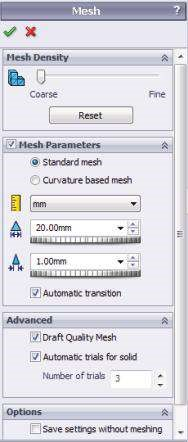 Mesh ?
Mesh Density
Coarse Fine
Reset
Mesh Parameters
Standard mesh
Curvature based mesh
mm
20.00mm
1.00mm
Automatic transition
Advanced
Draft Quality Mesh
Automatic trials for solid
Number of trials 3
Options
Save settings without meshing